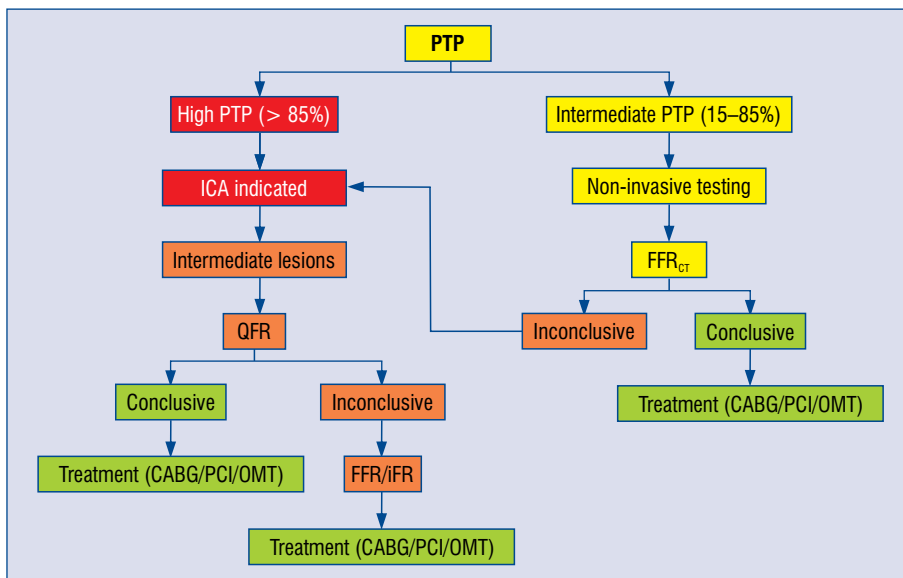 PTP
High PTP (> 85%)
Intermediate PTP (15–85%)
ICA indicated
Non-invasive testing
Intermediate lesions
FFRCT
QFR
Inconclusive
Conclusive
Conclusive
Inconclusive
Treatment (CABG/PCI/OMT)
Treatment (CABG/PCI/OMT)
FFR/iFR
Treatment (CABG/PCI/OMT)